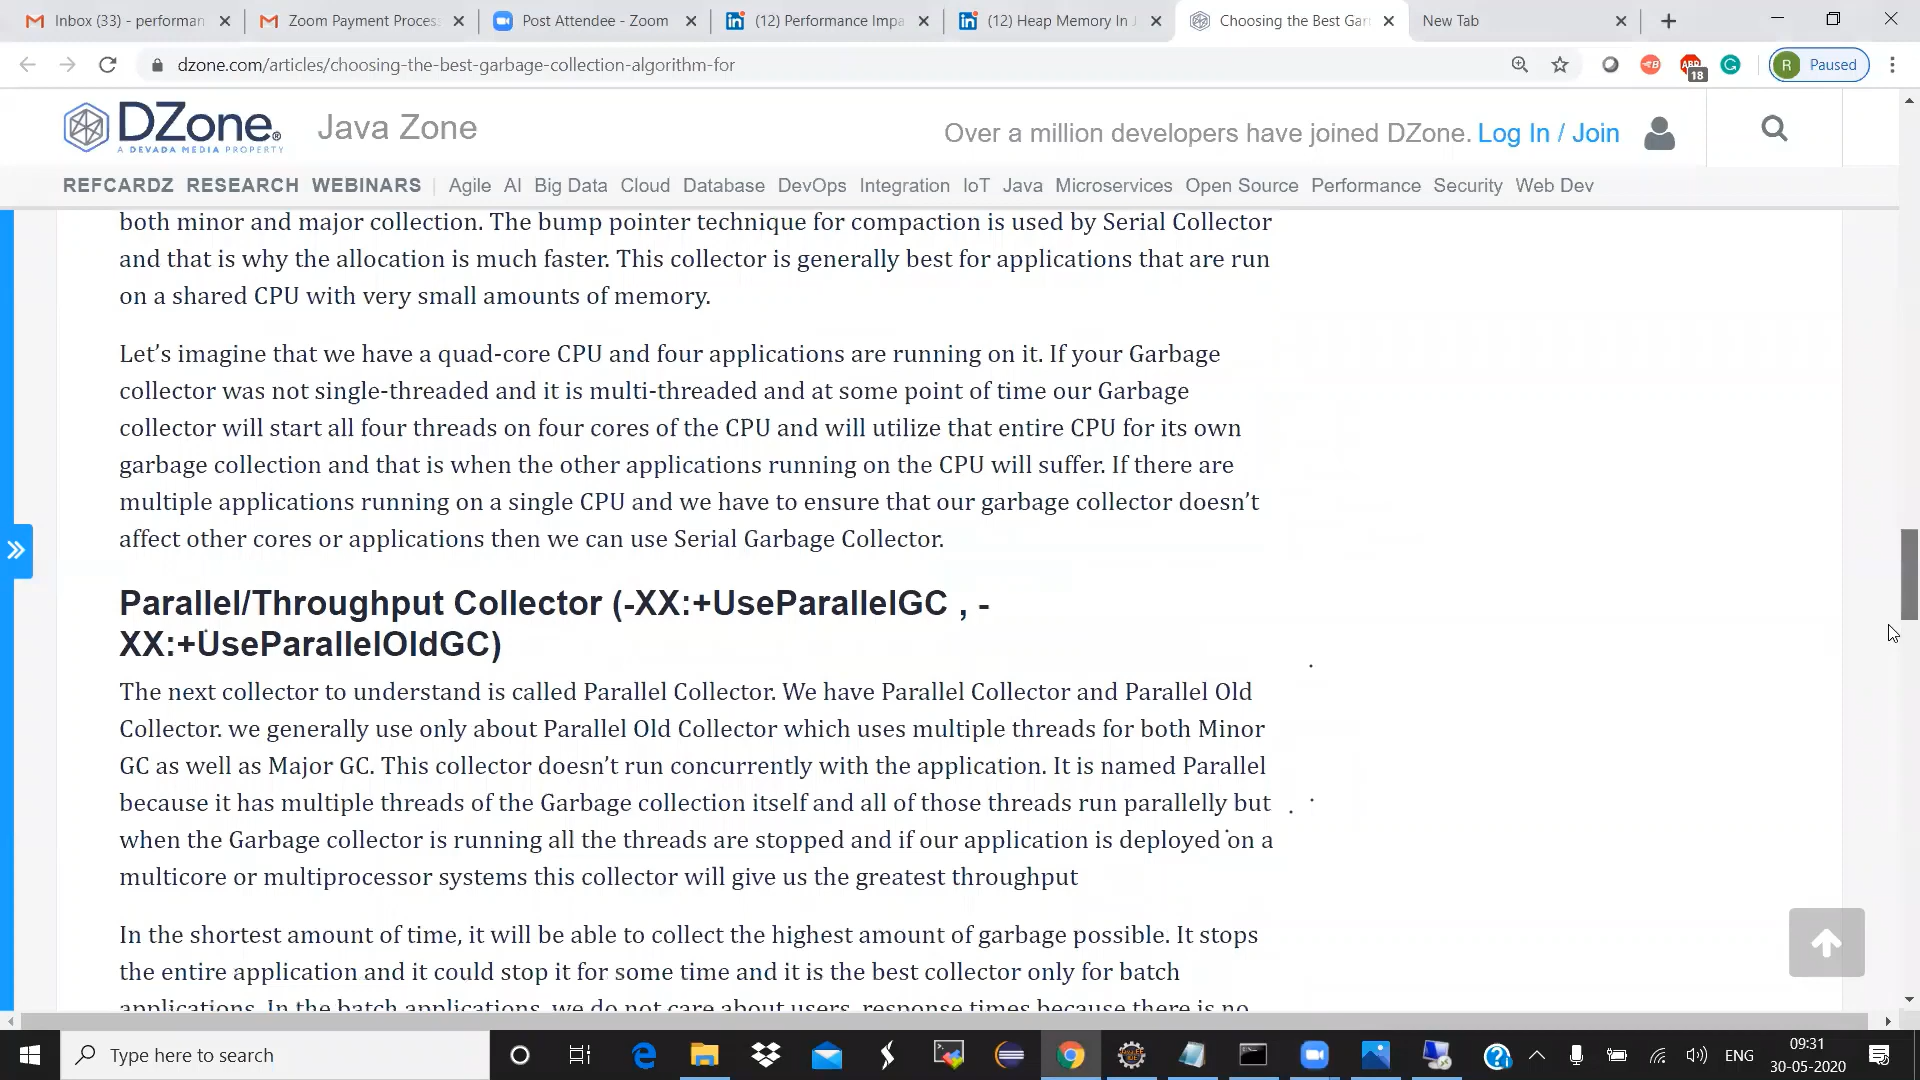 Inbox (33) - performan
Zoom Payment Proces
Post Attendee - Zoom
(12) Performance Impa
(12) Heap Memory In J
Choosing the Best Gar
New Tab
dzone.com/articles/choosing-the-best-garbage-collection-algorithm-for
ABP
18
R
Paused
DZone.
A DEVADA MEDIA PROPERTY
Java Zone
Over a million developers have joined DZone. Log In / Join
REFCARDZ RESEARCH WEBINARS | Agile AI Big Data Cloud Database DevOps Integration IoT Java Microservices Open Source Performance Security Web Dev
both minor and major collection. The bump pointer technique for compaction is used by Serial Collector
and that is why the allocation is much faster. This collector is generally best for applications that are run
on a shared CPU with very small amounts of memory.
Let’s imagine that we have a quad-core CPU and four applications are running on it. If your Garbage
collector was not single-threaded and it is multi-threaded and at some point of time our Garbage
collector will start all four threads on four cores of the CPU and will utilize that entire CPU for its own
garbage collection and that is when the other applications running on the CPU will suffer. If there are
multiple applications running on a single CPU and we have to ensure that our garbage collector doesn’t
affect other cores or applications then we can use Serial Garbage Collector.
Parallel/Throughput Collector (-XX:+UseParallelGC , -
XX:+UseParallelOldGC)
The next collector to understand is called Parallel Collector. We have Parallel Collector and Parallel Old
Collector. we generally use only about Parallel Old Collector which uses multiple threads for both Minor
GC as well as Major GC. This collector doesn’t run concurrently with the application. It is named Parallel
because it has multiple threads of the Garbage collection itself and all of those threads run parallelly but
when the Garbage collector is running all the threads are stopped and if our application is deployed on a
multicore or multiprocessor systems this collector will give us the greatest throughput
In the shortest amount of time, it will be able to collect the highest amount of garbage possible. It stops
the entire application and it could stop it for some time and it is the best collector only for batch
applications. In the batch applications, we do not care about users, response times because there is no
Type here to search
ENG
09:31
30-05-2020